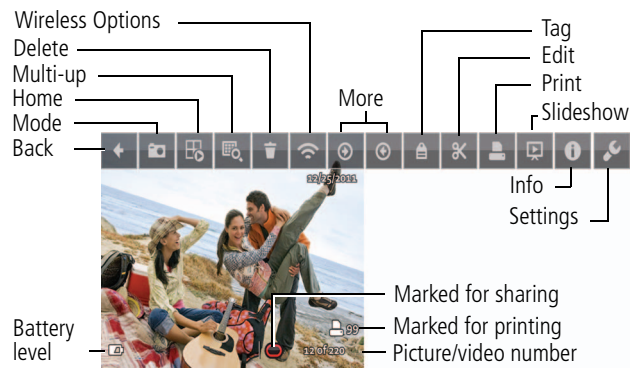 Wireless Options
Delete
Multi-up
Home
Mode
Back
More
Tag
Edit
Print
Slideshow
Info
Settings
12/25/2011
Marked for sharing
99
Marked for printing
12 of 220
Picture/video number
Battery
level